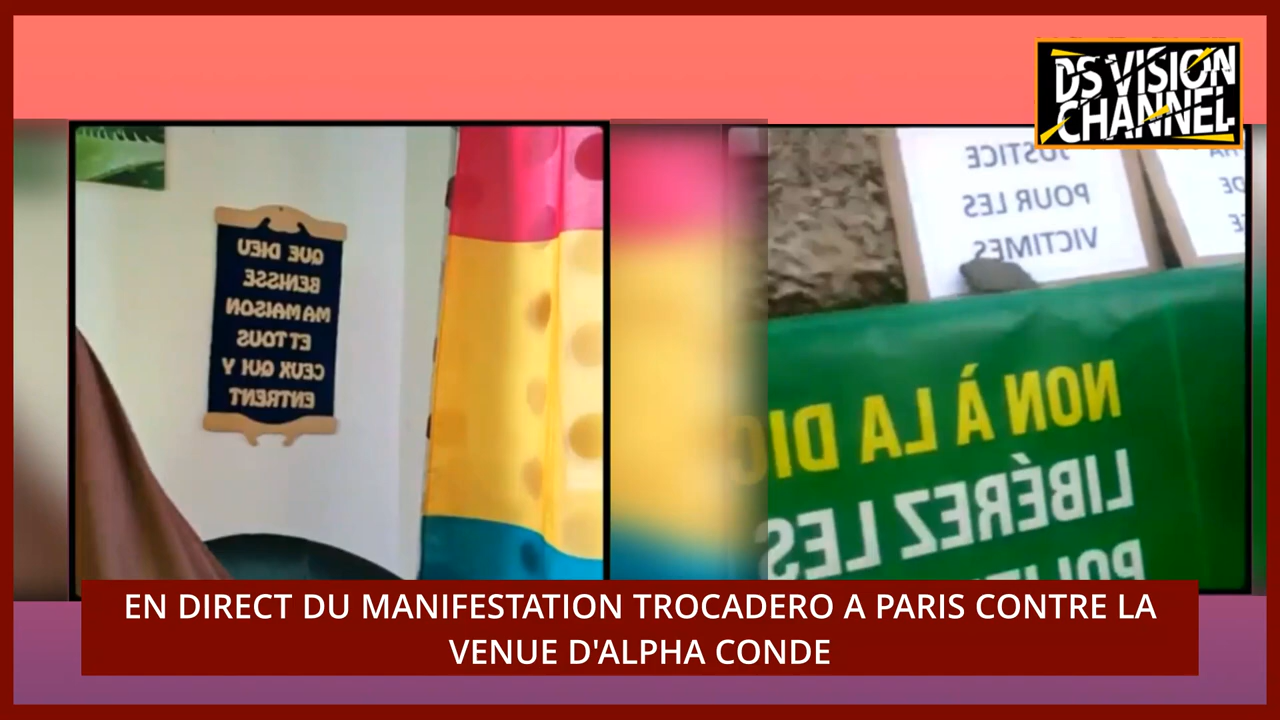 DS VISION
CHANNEL
QUE DIEU
BENISSE
MA MAISON
ET TOUS
CEUX QUI Y
ENTRENT
JUSTICE
POUR LES
VICTIMES
NON À LA
LIBÉREZ LES
EN DIRECT DU MANIFESTATION TROCADERO A PARIS CONTRE LA
VENUE D'ALPHA CONDE